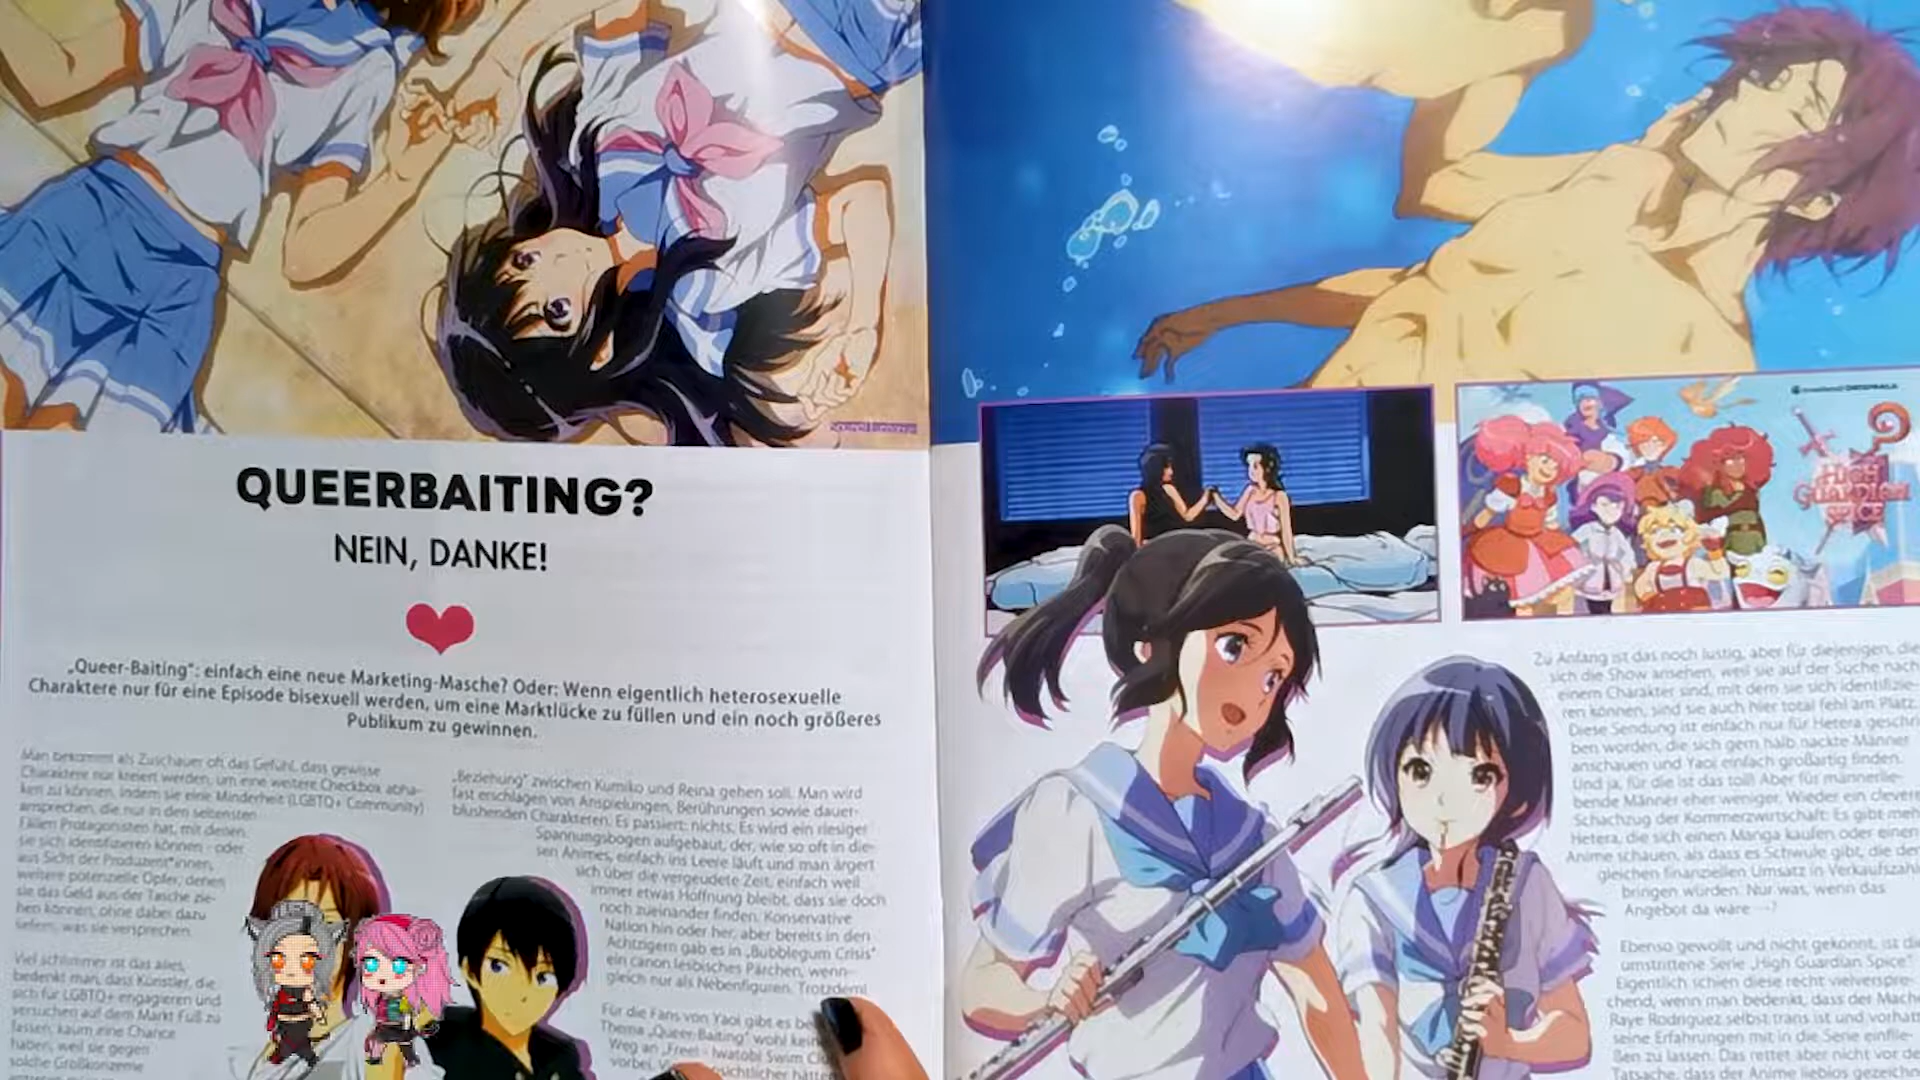 QUEERBAITING?
NEIN, DANKE!
„Queer-Baiting“: einfach eine neue Marketing-Masche? Oder: Wenn eigentlich heterosexuelle
Charaktere nur für eine Episode bisexuell werden, um eine Marktlücke zu füllen und ein noch größeres
Publikum zu gewinnen.
Man bekommt als Zuschauer oft das Gefühl, dass gewisse
Charaktere nur kreiert werden, um eine weitere Checkbox abha-
ken zu können, indem sie eine Minderheit (LGBTQ+ Community)
ansprechen, die nur in den seltensten
Fällen Protagonisten hat, mit denen
sie sich identifizieren können - oder
aus Sicht der Produzent*innen,
weitere potenzielle Opfer, denen
sie das Geld aus der Tasche zie-
hen können, ohne dabei dazu
liefern, was sie versprechen.
Viel schlimmer ist das alles,
bedenkt man, dass Künstler, die
sich für LGBTQ+ engagieren und
versuchen auf dem Markt Fuß zu
fassen, kaum eine Chance
haben, weil sie gegen
solche Großkonzerne
„Beziehung“ zwischen Kumiko und Reina gehen soll. Man wird
fast erschlagen von Anspielungen, Berührungen sowie dauer-
blushenden Charakteren. Es passiert: nichts. Es wird ein riesiger
Spannungsbogen aufgebaut, der, wie so oft in die-
sen Animes, einfach ins Leere läuft und man ärgert
sich über die vergeudete Zeit, einfach weil
immer etwas Hoffnung bleibt, dass sie doch
noch zueinander finden. Konservative
Nation hin oder her, aber bereits in den
Achtzigern gab es in „Bubblegum Crisis“
ein canon lesbisches Pärchen, wenn-
gleich nur als Nebenfiguren. Trotzdem!
Für die Fans von Yaoi gibt es be
Thema „Queer-Baiting“ wohl kein
Weg an „Free! - Iwatobi Swim Clu
vorbei. hätte
HIGH
GUARDIAN
SPICE
Zu Anfang ist das noch lustig, aber für diejenigen, die
sich die Show ansehen, weil sie auf der Suche nach
einem Charakter sind, mit dem sie sich identifizie-
ren können, sind sie auch hier total fehl am Platz.
Diese Sendung ist einfach nur für Hetera geschri
ben worden, die sich gern halb nackte Männer
anschauen und Yaoi einfach großartig finden.
Und ja, für die ist das toll! Aber für männerlie-
bende Männer eher weniger. Wieder ein clevere
Schachzug der Kommerzwirtschaft: Es gibt meh
Hetera, die sich einen Manga kaufen oder einen
Anime schauen, als dass es Schwule gibt, die den
gleichen finanziellen Umsatz in Verkaufszahl
bringen würden. Nur was, wenn das
Angebot da wäre
Ebenso gewollt und nicht gekonnt, ist die
umstrittene Serie „High Guardian Spice“
Eigentlich schien diese recht vielverspre-
chend, wenn man bedenkt, dass der Mache
Raye Rodriguez selbst trans ist und vorhatt
seine Erfahrungen mit in die Serie einflie-
ßen zu lassen. Das rettet aber nicht vor de
Tatsache, dass der Anime lieblos gezeichn